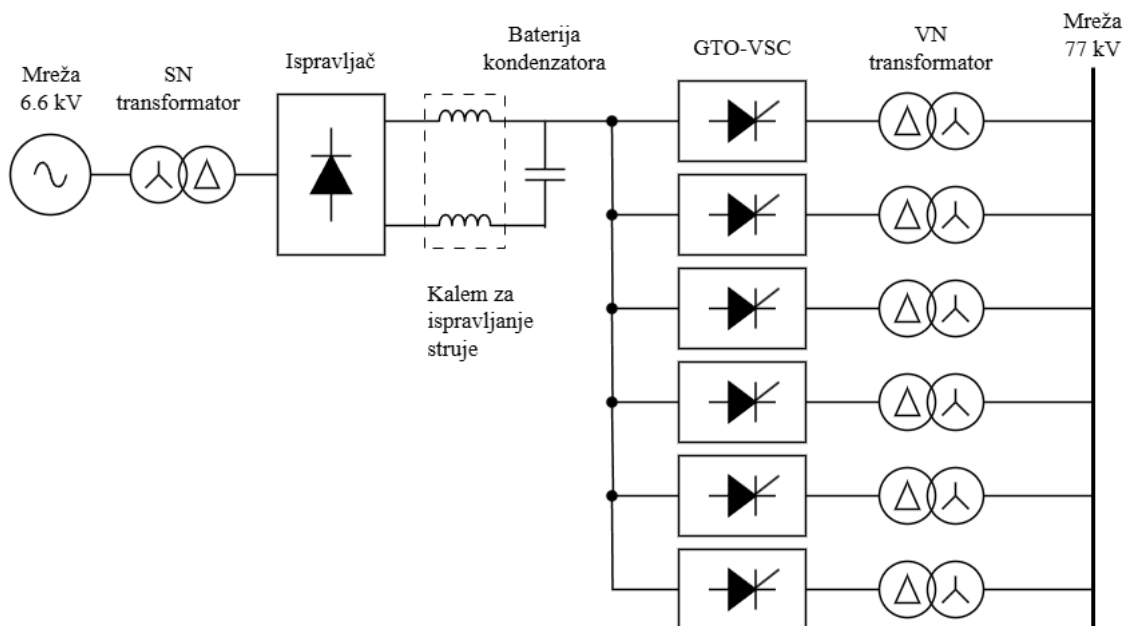 Mreža
6.6 kV
SN
transformator
Ispravljač
Baterija
kondenzatora
GTO-VSC
VN
transformator
Mreža
77 kV
Kalem za
ispravljanje
struje